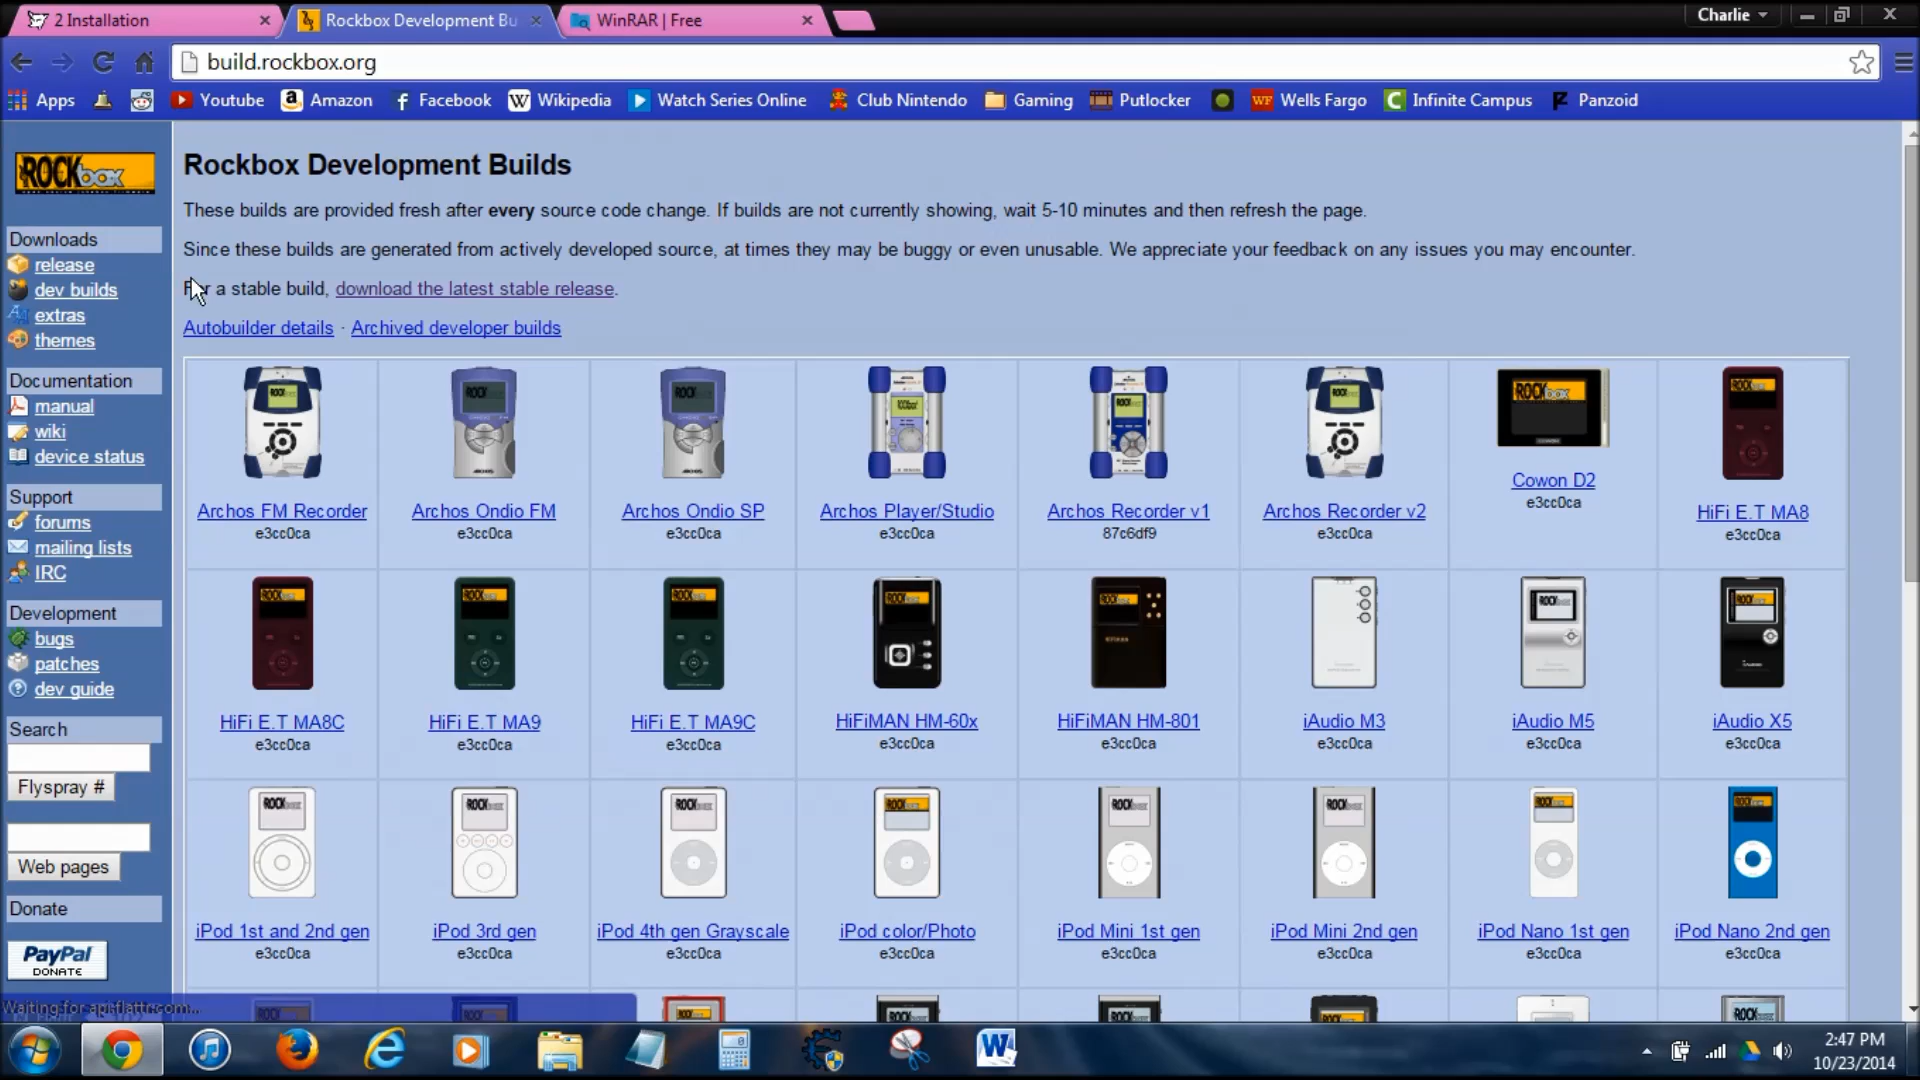 2 Installation
Rockbox Development Bu
WinRAR | Free
Charlie
build.rockbox.org
Apps
Youtube
Amazon
Facebook
Wikipedia
Watch Series Online
Club Nintendo
Gaming
Putlocker
Wells Fargo
Infinite Campus
Panzoid
ROCKbox
Downloads
release
dev builds
extras
themes
Documentation
manual
wiki
device status
Support
forums
mailing lists
IRC
Development
bugs
patches
dev guide
Search
Flyspray #
Web pages
Donate
PayPal
DONATE
Waiting for api.flattr.com...
Rockbox Development Builds
These builds are provided fresh after every source code change. If builds are not currently showing, wait 5-10 minutes and then refresh the page.
Since these builds are generated from actively developed source, at times they may be buggy or even unusable. We appreciate your feedback on any issues you may encounter.
For a stable build, download the latest stable release.
Autobuilder details · Archived developer builds
Archos FM Recorder
e3cc0ca
Archos Ondio FM
e3cc0ca
Archos Ondio SP
e3cc0ca
Archos Player/Studio
e3cc0ca
Archos Recorder v1
87c6df9
Archos Recorder v2
e3cc0ca
Cowon D2
e3cc0ca
HiFi E.T MA8
e3cc0ca
HiFi E.T MA8C
e3cc0ca
HiFi E.T MA9
e3cc0ca
HiFi E.T MA9C
e3cc0ca
HiFiMAN HM-60x
e3cc0ca
HiFiMAN HM-801
e3cc0ca
iAudio M3
e3cc0ca
iAudio M5
e3cc0ca
iAudio X5
e3cc0ca
iPod 1st and 2nd gen
e3cc0ca
iPod 3rd gen
e3cc0ca
iPod 4th gen Grayscale
e3cc0ca
iPod color/Photo
e3cc0ca
iPod Mini 1st gen
e3cc0ca
iPod Mini 2nd gen
e3cc0ca
iPod Nano 1st gen
e3cc0ca
iPod Nano 2nd gen
e3cc0ca
2:47 PM
10/23/2014